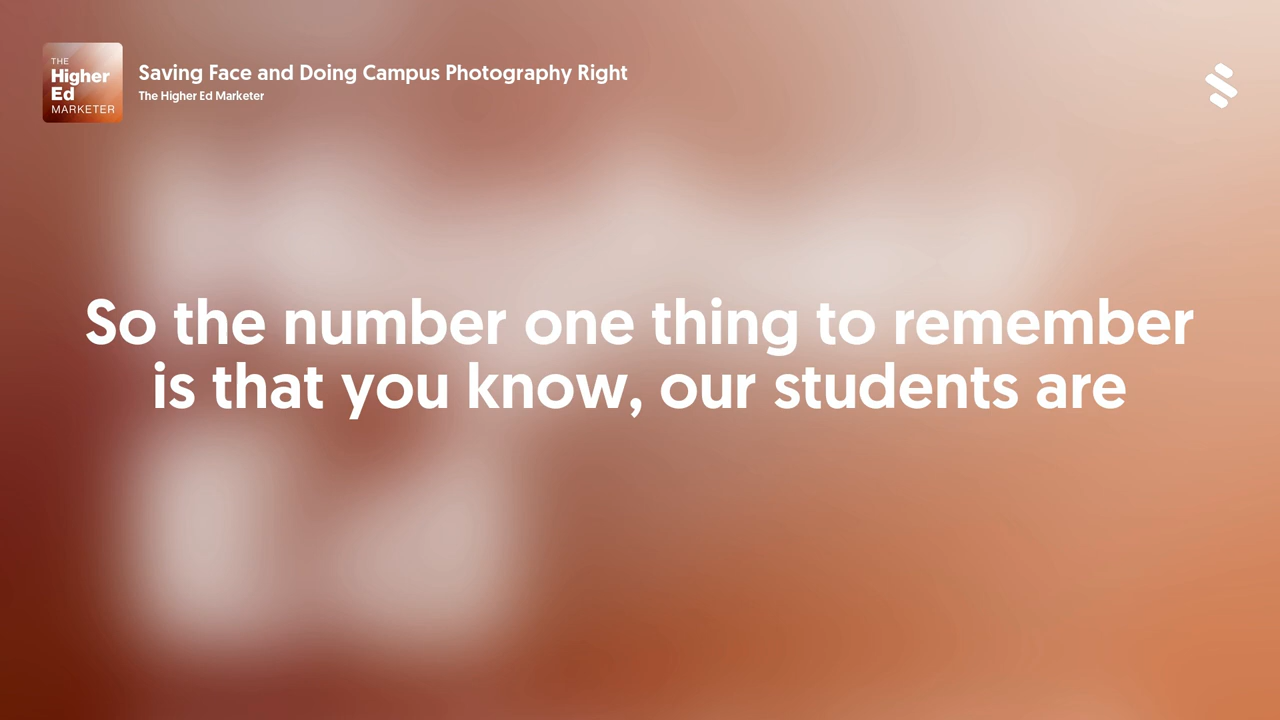 THE
Higher
Ed
MARKETER
Saving Face and Doing Campus Photography Right
The Higher Ed Marketer
So the number one thing to remember
is that you know, our students are